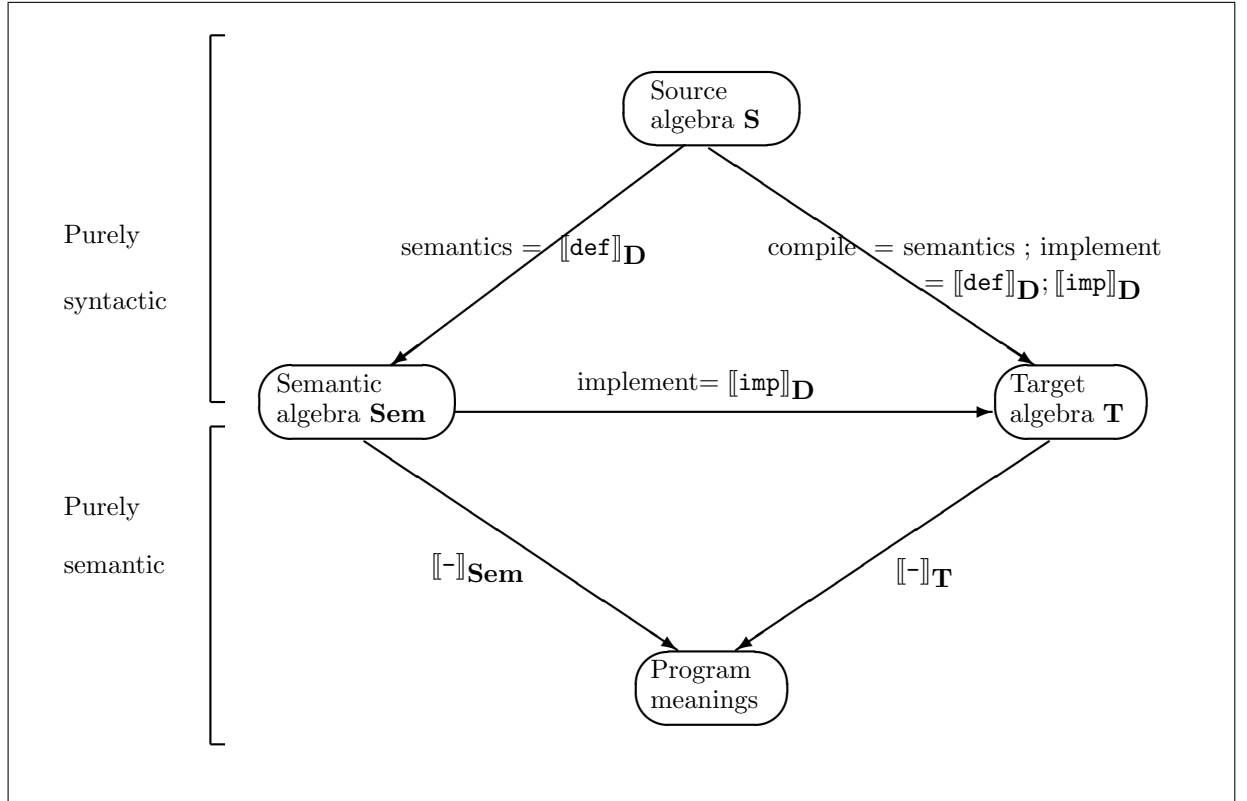 Source
algebra S
Purely
syntactic
semantics = ⟦def⟧D
compile = semantics ; implement
= ⟦def⟧D; ⟦imp⟧D
Semantic
algebra Sem
implement= ⟦imp⟧D
Target
algebra T
Purely
semantic
⟦-⟧Sem
⟦-⟧T
Program
meanings